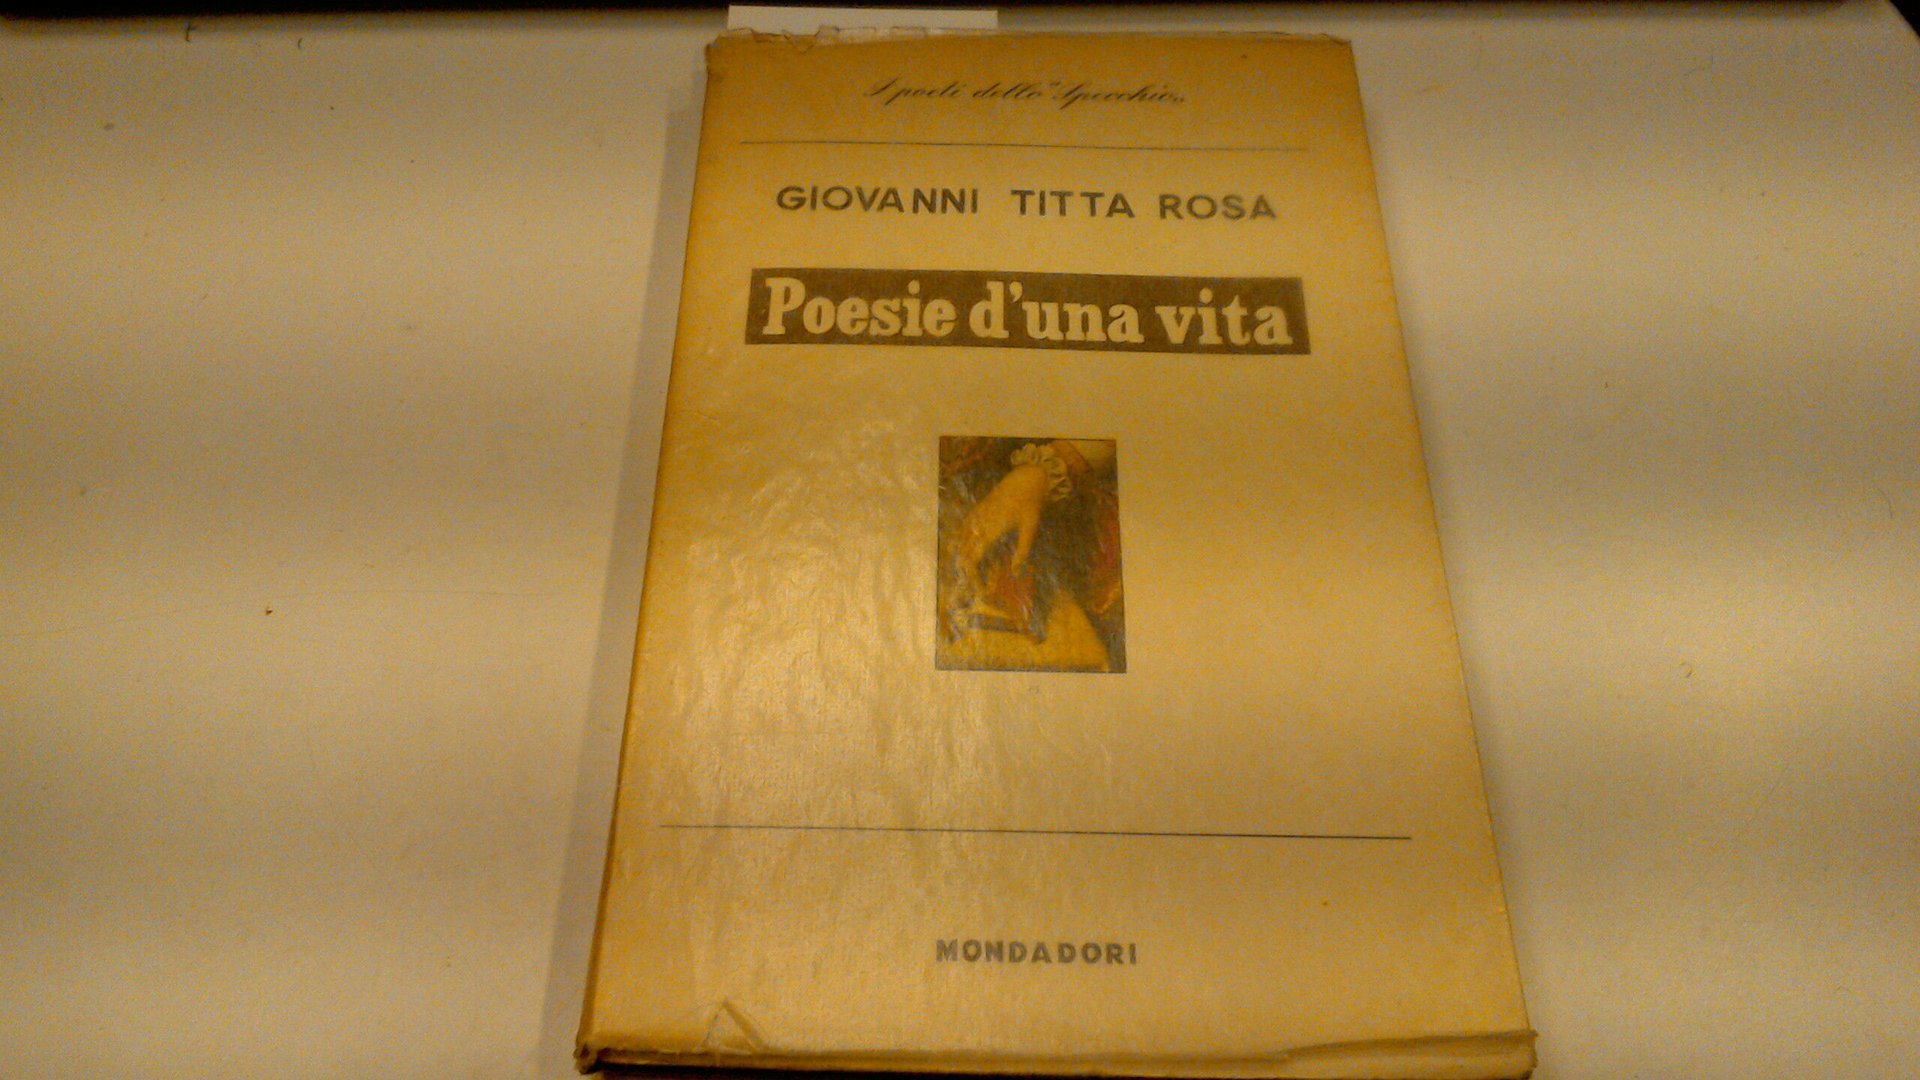 I poeti dello "Specchio"
GIOVANNI TITTA ROSA
Poesie d'una vita
MONDADORI